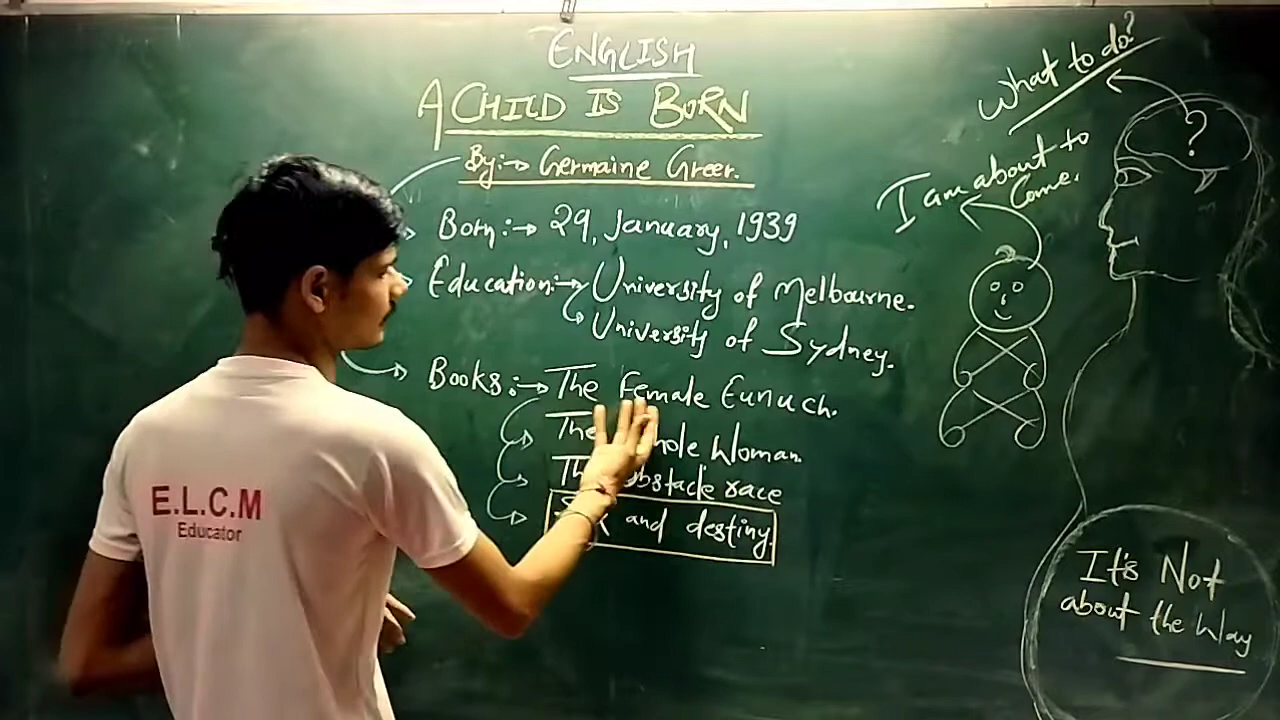 ENGLISH
A CHILD IS BORN
By:→ Germaine Greer.
Born:→ 29, January, 1939
Education:→ University of Melbourne.
University of Sydney.
Books:→ The Female Eunuch.
The Woman.
race
and destiny.
What to do?
?
I am about to
Come.
It's Not
about the Way
E.L.C.M
Educator